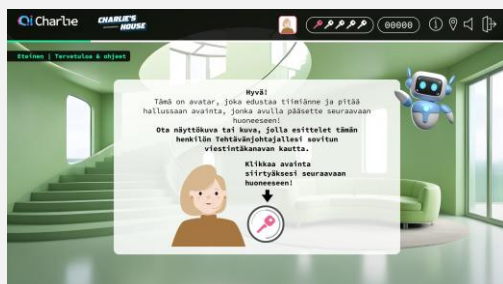 Charlie
CHARLIE'S
HOUSE
00000
Eteinen | Tervetuloa & ohjeet
Hyvä!
Tämä on avatar, joka edustaa tiimiänne ja pitää
hallussaan avainta, jonka avulla pääsette seuraavaan
huoneeseen!
Ota näyttökuva tai kuva, jolla esittelet tämän
henkilön Tehtävänjohtajallesi sovitun
viestintäkanavan kautta.
Klikkaa avainta
siirtyäksesi seuraavaan
huoneeseen!